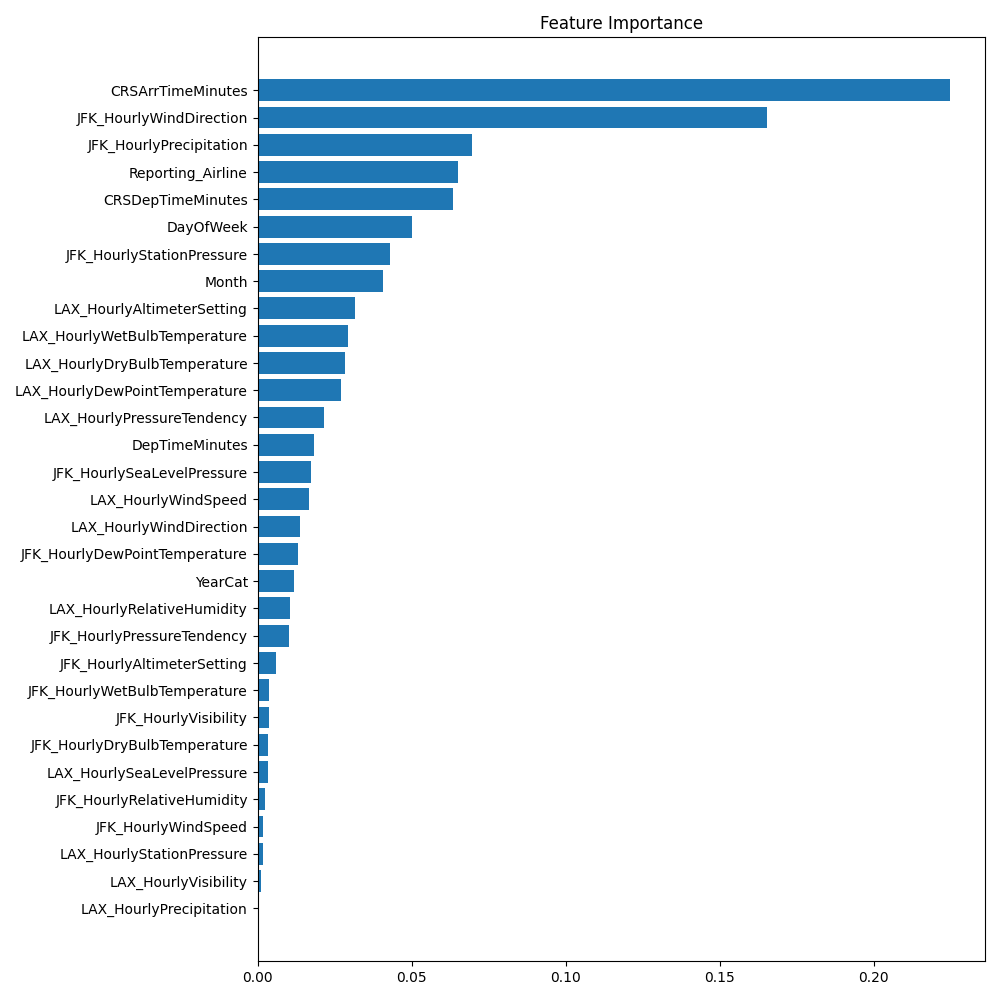 Feature Importance
CRSArrTimeMinutes
JFK_HourlyWindDirection
JFK_HourlyPrecipitation
Reporting_Airline
CRSDepTimeMinutes
DayOfWeek
JFK_HourlyStationPressure
Month
LAX_HourlyAltimeterSetting
LAX_HourlyWetBulbTemperature
LAX_HourlyDryBulbTemperature
LAX_HourlyDewPointTemperature
LAX_HourlyPressureTendency
DepTimeMinutes
JFK_HourlySeaLevelPressure
LAX_HourlyWindSpeed
LAX_HourlyWindDirection
JFK_HourlyDewPointTemperature
YearCat
LAX_HourlyRelativeHumidity
JFK_HourlyPressureTendency
JFK_HourlyAltimeterSetting
JFK_HourlyWetBulbTemperature
JFK_HourlyVisibility
JFK_HourlyDryBulbTemperature
LAX_HourlySeaLevelPressure
JFK_HourlyRelativeHumidity
JFK_HourlyWindSpeed
LAX_HourlyStationPressure
LAX_HourlyVisibility
LAX_HourlyPrecipitation
0.00 0.05 0.10 0.15 0.20